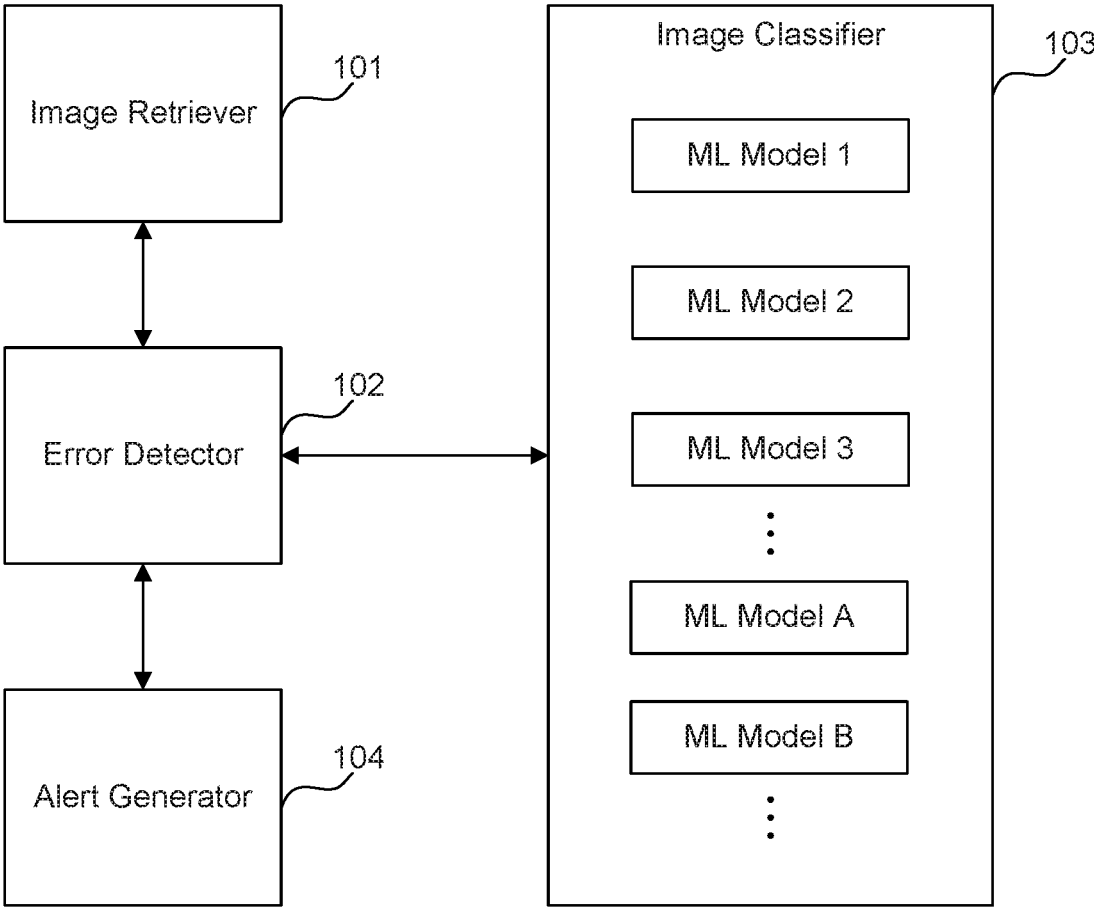 Image Retriever
101
Error Detector
102
Alert Generator
104
Image Classifier
103
ML Model 1
ML Model 2
ML Model 3
ML Model A
ML Model B